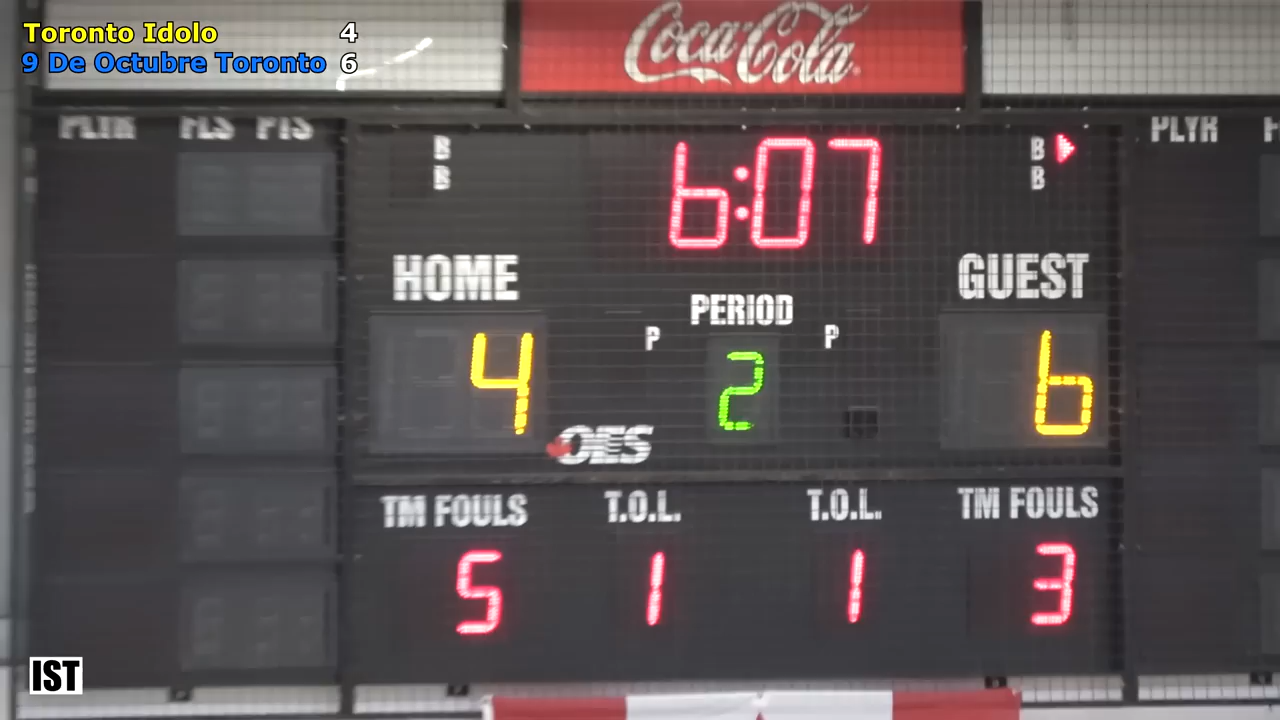 Toronto Idolo 4
9 De Octubre Toronto 6
Coca-Cola
PLYR FLS PTS
B
B
6:07
B
B
PLYR
HOME
GUEST
PERIOD
P
P
4
2
6
OES
TM FOULS
T.O.L.
T.O.L.
TM FOULS
5
1
1
3
IST